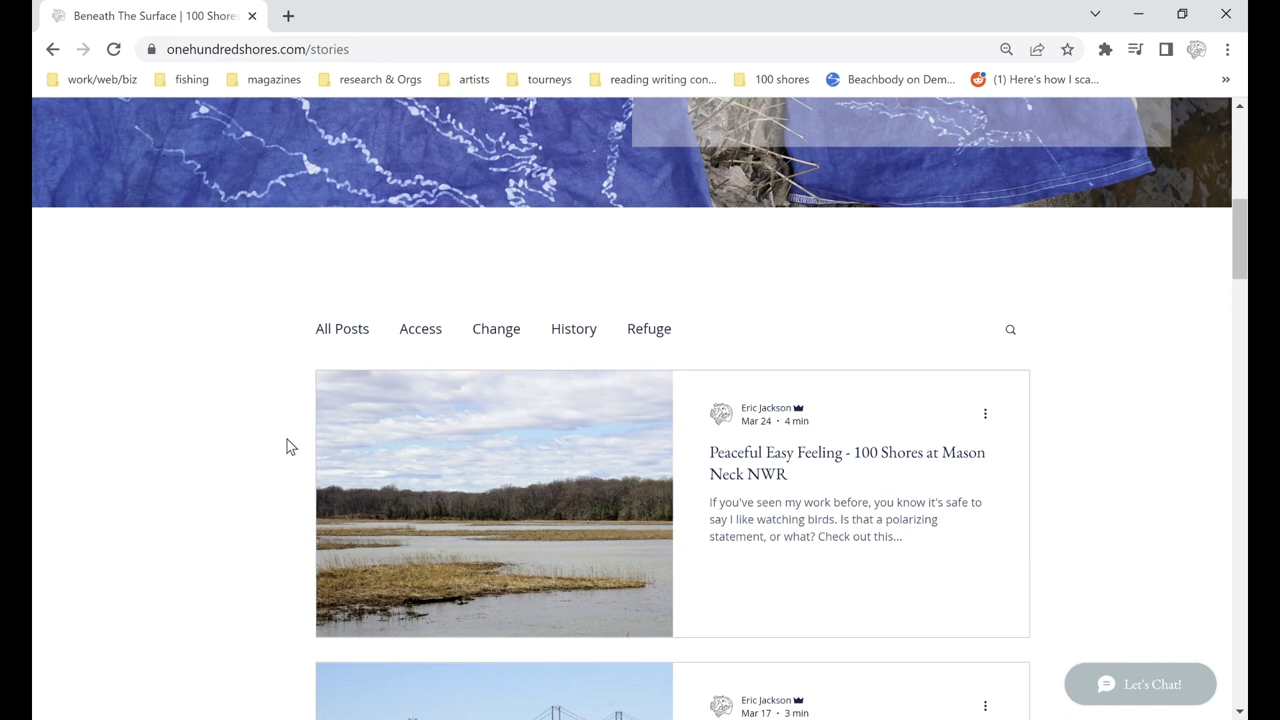 Beneath The Surface | 100 Shores
onehundredshores.com/stories
work/web/biz fishing magazines research & Orgs artists tourneys reading writing con... 100 shores Beachbody on Dem... (1) Here's how I sca... »
All Posts Access Change History Refuge
Eric Jackson
Mar 24 · 4 min
Peaceful Easy Feeling - 100 Shores at Mason
Neck NWR
If you've seen my work before, you know it's safe to
say I like watching birds. Is that a polarizing
statement, or what? Check out this...
Eric Jackson
Mar 17 · 3 min
Let's Chat!